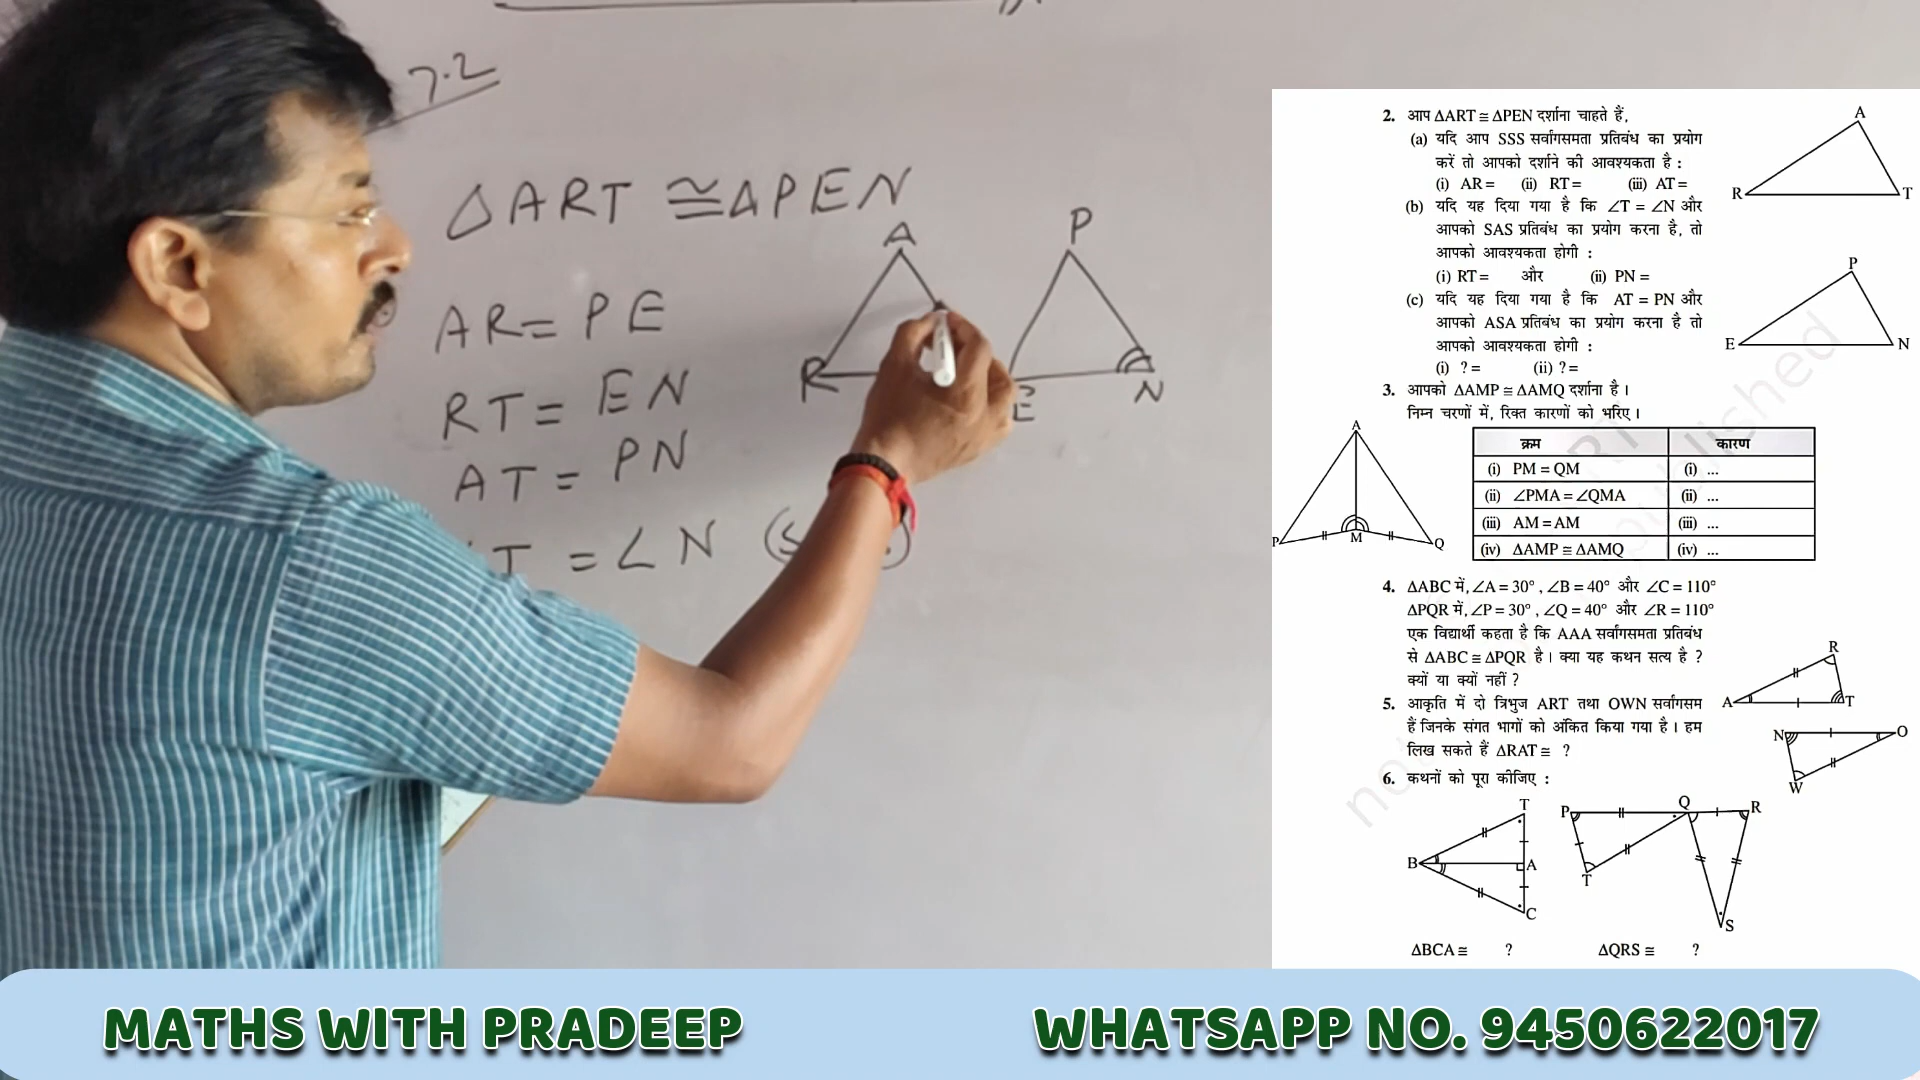 7.2
△ART ≅ △PEN
AR = PE
RT = EN
AT = PN
T = ∠N (S
A
R
P
E
N
2. आप ΔART ≅ ΔPEN दर्शाना चाहते हैं,
(a) यदि आप SSS सर्वांगसमता प्रतिबंध का प्रयोग
करें तो आपको दर्शाने की आवश्यकता है :
(i) AR = (ii) RT = (iii) AT =
(b) यदि यह दिया गया है कि ∠T = ∠N और
आपको SAS प्रतिबंध का प्रयोग करना है, तो
आपको आवश्यकता होगी :
(i) RT = और (ii) PN =
(c) यदि यह दिया गया है कि AT = PN और
आपको ASA प्रतिबंध का प्रयोग करना है तो
आपको आवश्यकता होगी :
(i) ? = (ii) ? =
A
R T
P
E N
3. आपको ΔAMP ≅ ΔAMQ दर्शाना है।
निम्न चरणों में, रिक्त कारणों को भरिए।
A
P M Q
क्रम कारण
(i) PM = QM (i) ...
(ii) ∠PMA = ∠QMA (ii) ...
(iii) AM = AM (iii) ...
(iv) ΔAMP ≅ ΔAMQ (iv) ...
4. ΔABC में, ∠A = 30° , ∠B = 40° और ∠C = 110°
ΔPQR में, ∠P = 30° , ∠Q = 40° और ∠R = 110°
एक विद्यार्थी कहता है कि AAA सर्वांगसमता प्रतिबंध
से ΔABC ≅ ΔPQR है। क्या यह कथन सत्य है ?
क्यों या क्यों नहीं ?
5. आकृति में दो त्रिभुज ART तथा OWN सर्वांगसम
हैं जिनके संगत भागों को अंकित किया गया है। हम
लिख सकते हैं ΔRAT ≅ ?
R
A T
N O
W
6. कथनों को पूरा कीजिए :
T
B A
C
P Q R
T
S
ΔBCA ≅ ? ΔQRS ≅ ?
published
MATHS WITH PRADEEP
WHATSAPP NO. 9450622017